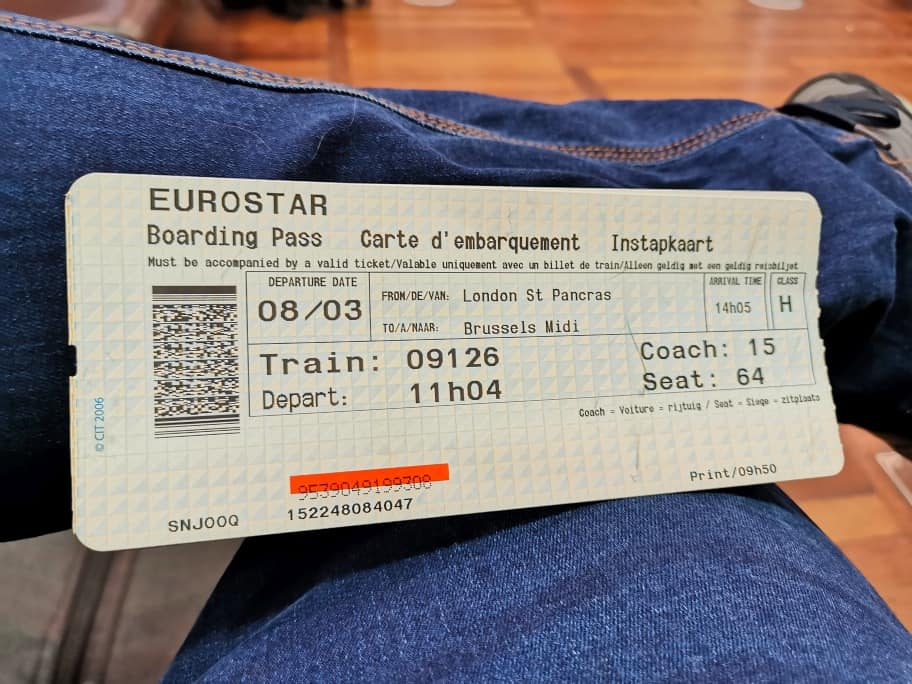 EUROSTAR
Boarding Pass Carte d'embarquement Instapkaart
Must be accompanied by a valid ticket/Valable uniquement avec un billet de train/Alleen geldig met een geldig reisbiljet
DEPARTURE DATE
08/03
FROM/DE/VAN: London St Pancras
TO/A/NAAR: Brussels Midi
ARRIVAL TIME
14h05
CLASS
H
Train: 09126
Depart: 11h04
Coach: 15
Seat: 64
Coach = Voiture = rijtuig / Seat = Siege = zitplaats
© CIT 2006
9539049199308
152248084047
SNJOOQ
Print/09h50